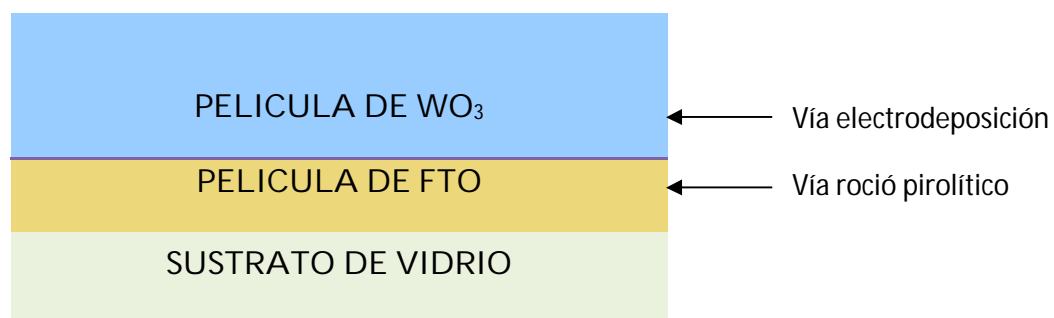 PELICULA DE WO₃
Vía electrodeposición
PELICULA DE FTO
Vía roció pirolítico
SUSTRATO DE VIDRIO